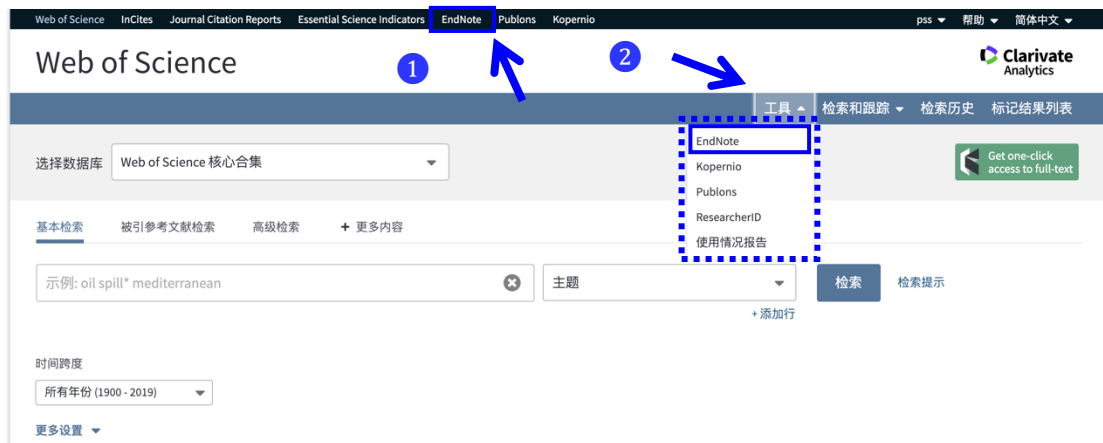 Web of Science InCites Journal Citation Reports Essential Science Indicators EndNote Publons Kopernio pss 帮助 简体中文
Web of Science
1
2
Clarivate
Analytics
工具 检索和跟踪 检索历史 标记结果列表
选择数据库 Web of Science 核心合集
EndNote
Kopernio
Publons
ResearcherID
使用情况报告
Get one-click
access to full-text
基本检索 被引参考文献检索 高级检索 + 更多内容
示例: oil spill* mediterranean 主题 检索 检索提示
+添加行
时间跨度
所有年份 (1900 - 2019)
更多设置